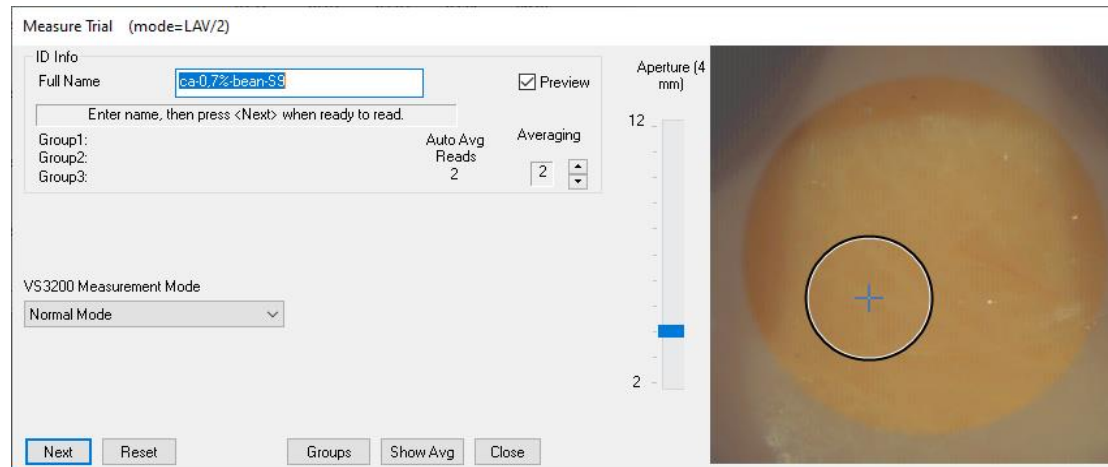 Measure Trial (mode=LAV/2)
ID Info
Full Name
ca-0,7%-bean-S9
Preview
Enter name, then press <Next> when ready to read.
Group1:
Group2:
Group3:
Auto Avg
Reads
2
Averaging
2
Aperture (4
mm)
12
2
VS3200 Measurement Mode
Normal Mode
Next
Reset
Groups
Show Avg
Close